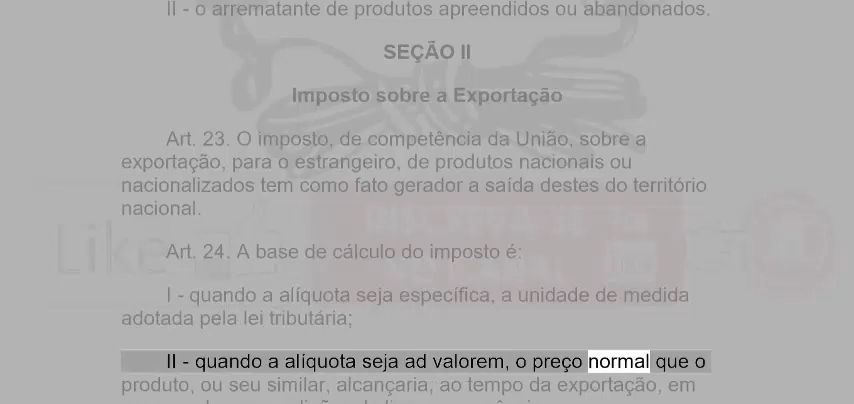 II - o arrematante de produtos apreendidos ou abandonados.
SEÇÃO II
Imposto sobre a Exportação
Art. 23. O imposto, de competência da União, sobre a
exportação, para o estrangeiro, de produtos nacionais ou
nacionalizados tem como fato gerador a saída destes do território
nacional.
Art. 24. A base de cálculo do imposto é:
Like
I - quando a alíquota seja específica, a unidade de medida
adotada pela lei tributária;
II - quando a alíquota seja ad valorem, o preço normal que o
produto, ou seu similar, alcançaria, ao tempo da exportação, em